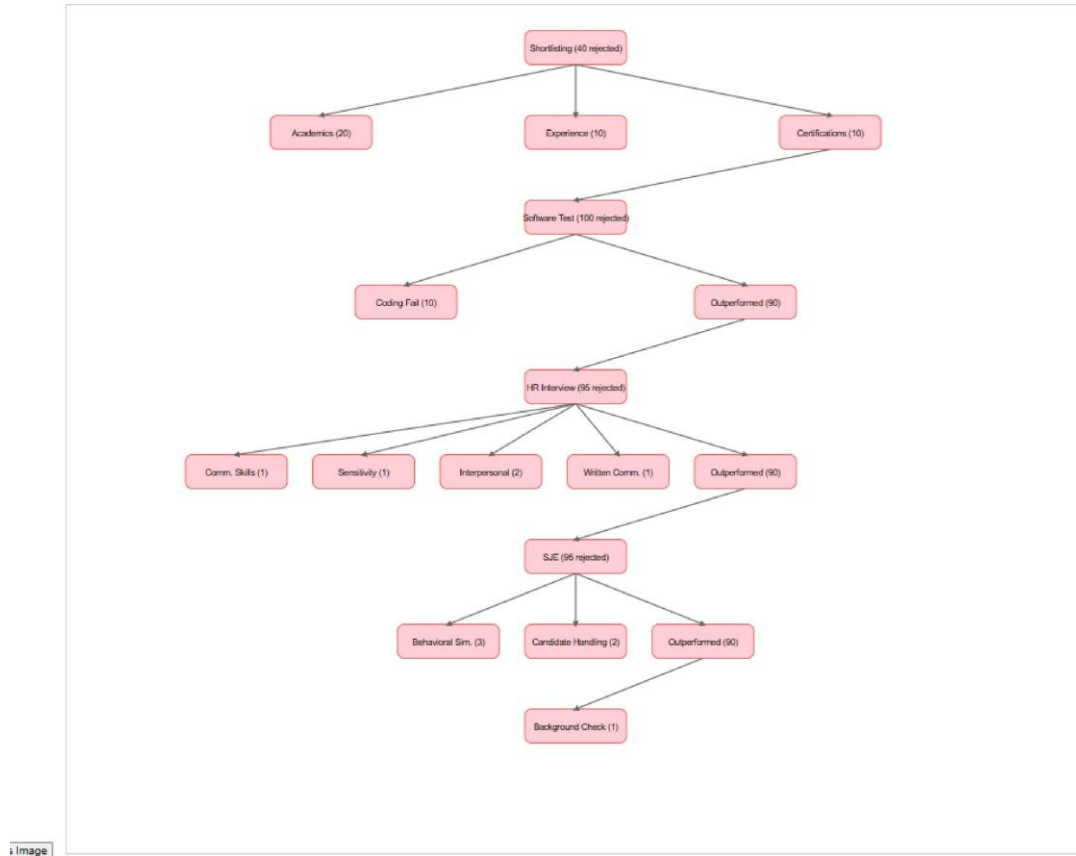 Shortlisting (40 rejected)
Academics (20)
Experience (10)
Certifications (10)
Software Test (100 rejected)
Coding Fail (10)
Outperformed (90)
HR Interview (95 rejected)
Comm. Skills (1)
Sensitivity (1)
Interpersonal (2)
Written Comm. (1)
Outperformed (90)
SJE (95 rejected)
Behavioral Sim. (3)
Candidate Handling (2)
Outperformed (90)
Background Check (1)
s Image